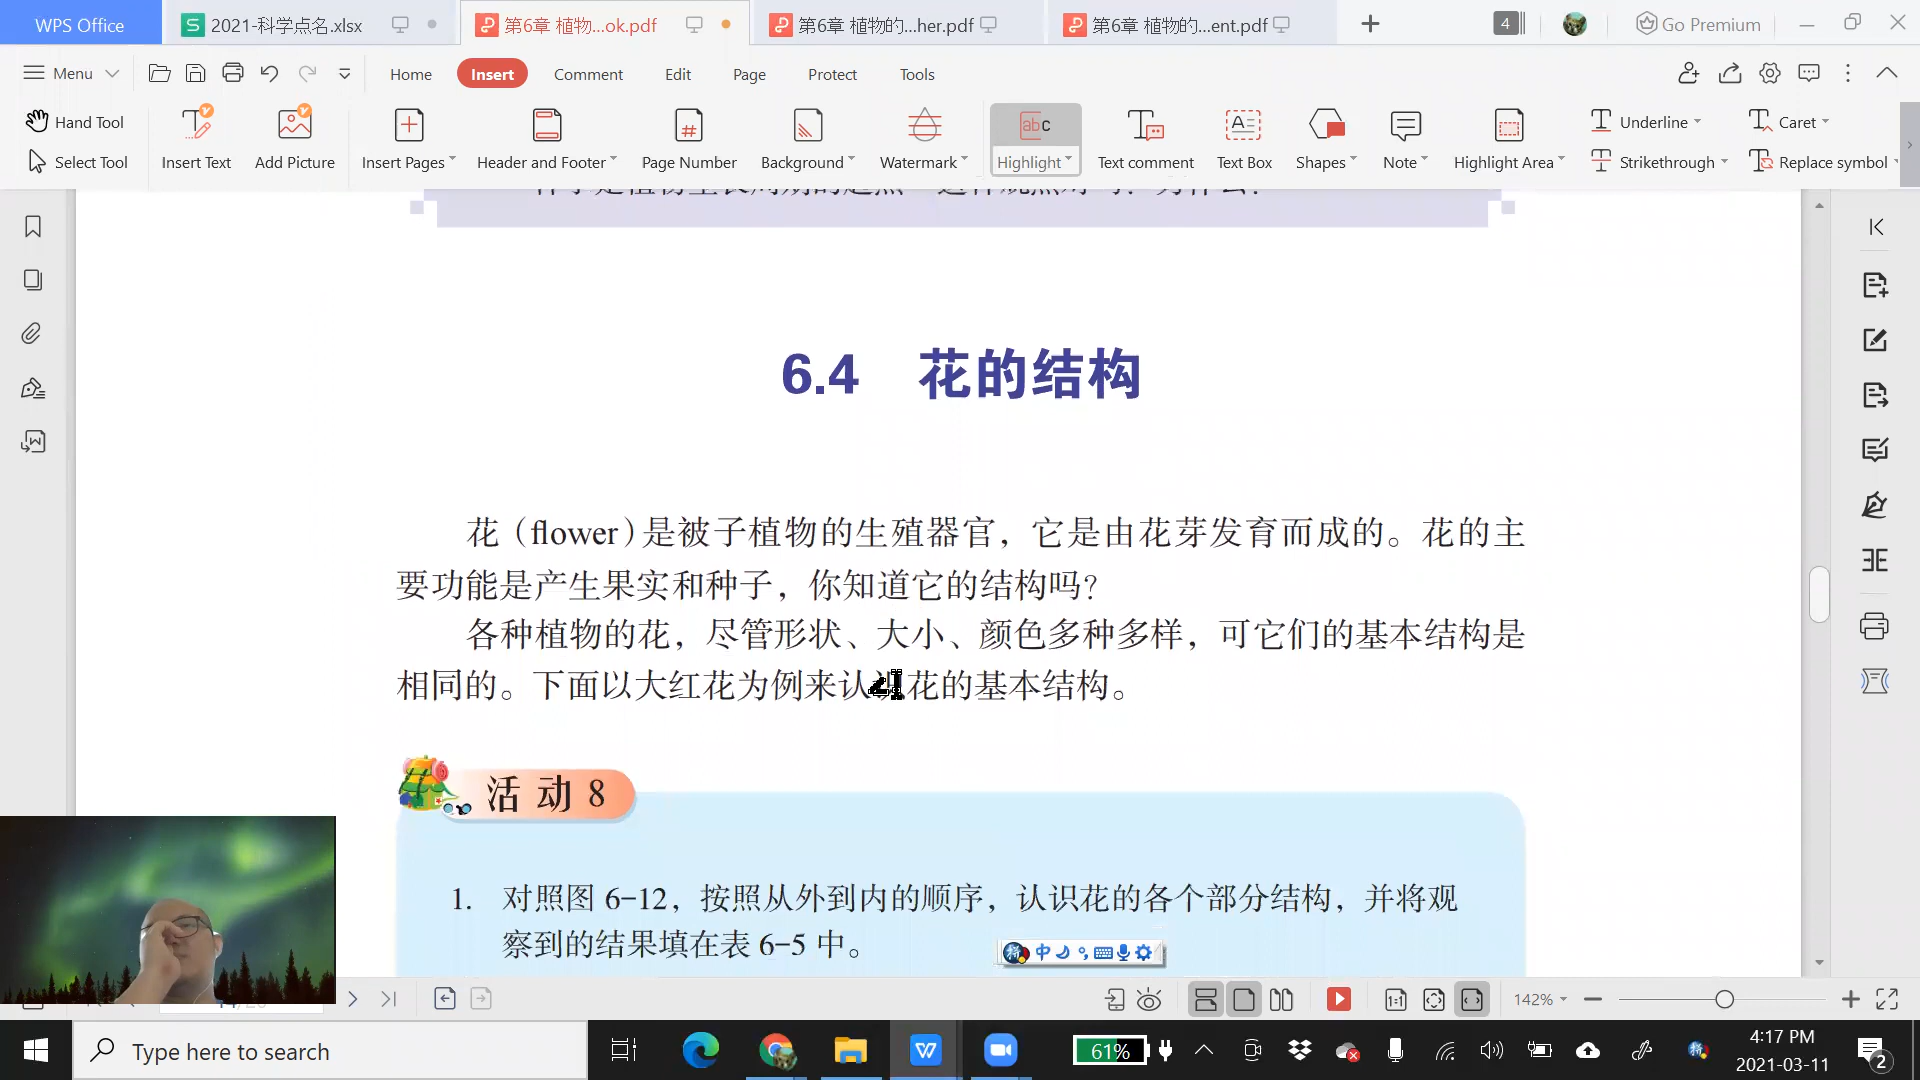 WPS Office
2021-科学点名.xlsx
第6章 植物...ok.pdf
第6章 植物的...her.pdf
第6章 植物的...ent.pdf
4
Go Premium
Menu
Home
Insert
Comment
Edit
Page
Protect
Tools
Hand Tool
Select Tool
Insert Text
Add Picture
Insert Pages
Header and Footer
Page Number
Background
Watermark
Highlight
Text comment
Text Box
Shapes
Note
Highlight Area
Underline
Strikethrough
Caret
Replace symbol
6.4 花的结构
花（flower）是被子植物的生殖器官，它是由花芽发育而成的。花的主
要功能是产生果实和种子，你知道它的结构吗？
各种植物的花，尽管形状、大小、颜色多种多样，可它们的基本结构是
相同的。下面以大红花为例来认识花的基本结构。
活动8
1. 对照图 6-12，按照从外到内的顺序，认识花的各个部分结构，并将观
察到的结果填在表 6-5 中。
中
142%
Type here to search
61%
4:17 PM
2021-03-11
2